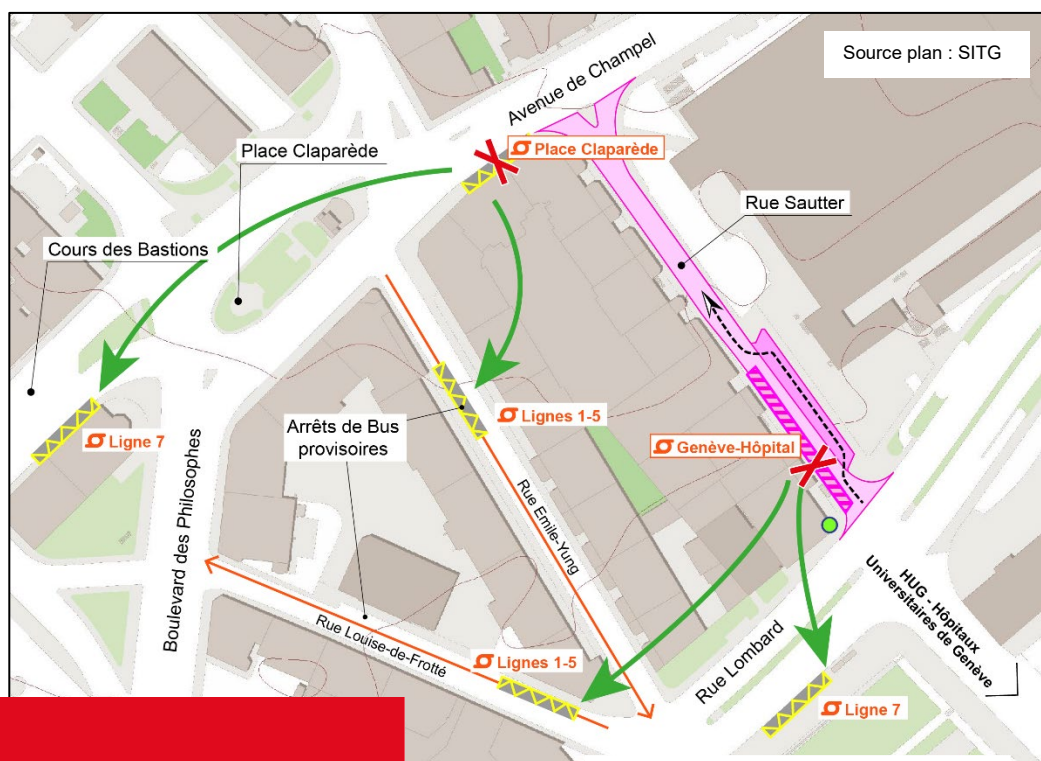 Source plan : SITG
Avenue de Champel
Place Claparède
Place Claparède
Rue Sautter
Cours des Bastions
Ligne 7
Arrêts de Bus
provisoires
Lignes 1-5
Genève-Hôpital
Boulevard des Philosophes
Rue Emile-Yung
Rue Louise-de-Frotté
Lignes 1-5
Rue Lombard
HUG - Hôpitaux
Universitaires de Genève
Ligne 7